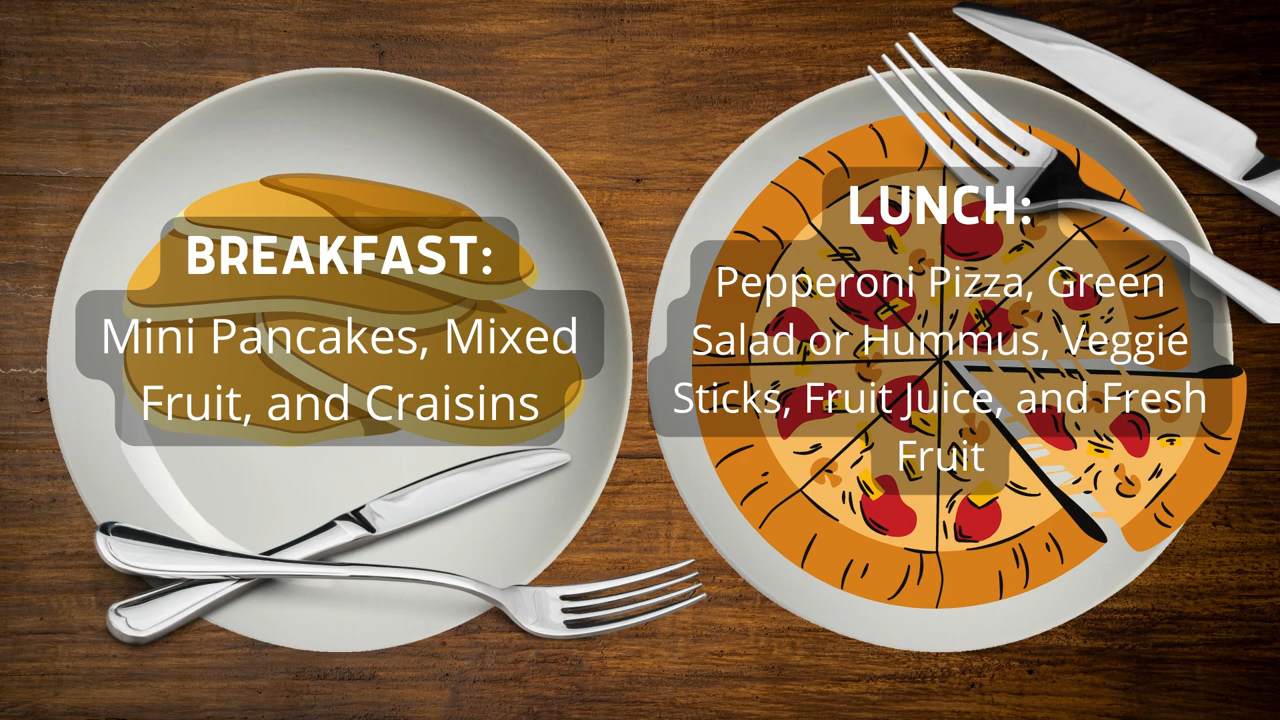 BREAKFAST:
Mini Pancakes, Mixed
Fruit, and Craisins
LUNCH:
Pepperoni Pizza, Green
Salad or Hummus, Veggie
Sticks, Fruit Juice, and Fresh
Fruit